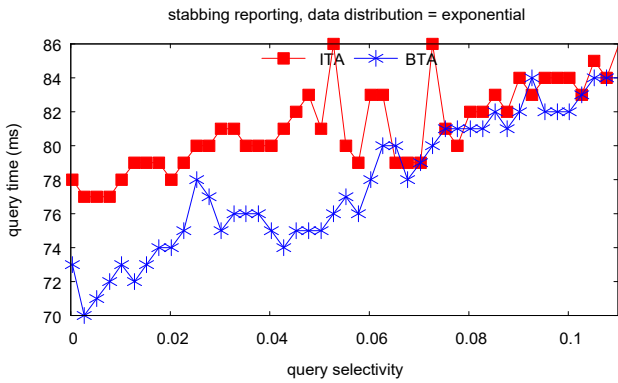 stabbing reporting, data distribution = exponential
86
84
82
80
78
76
74
72
70
ITA
BTA
query time (ms)
0 0.02 0.04 0.06 0.08 0.1
query selectivity